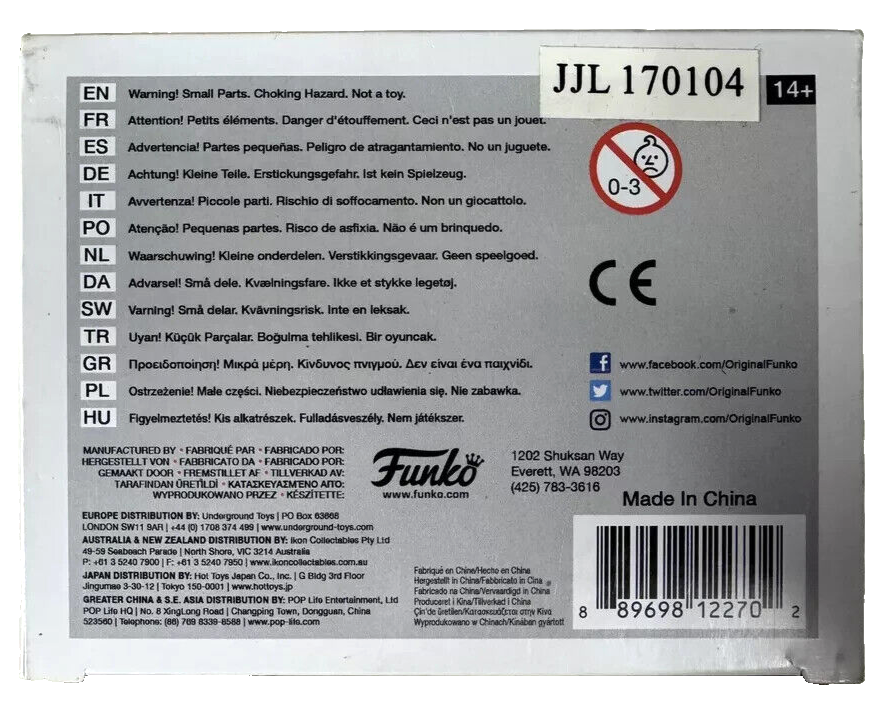 JJL 170104
14+
EN Warning! Small Parts. Choking Hazard. Not a toy.
FR Attention! Petits éléments. Danger d'étouffement. Ceci n'est pas un jouet.
ES Advertencia! Partes pequeñas. Peligro de atragantamiento. No un juguete.
DE Achtung! Kleine Teile. Erstickungsgefahr. Ist kein Spielzeug.
IT Avvertenza! Piccole parti. Rischio di soffocamento. Non un giocattolo.
PO Atenção! Pequenas partes. Risco de asfixia. Não é um brinquedo.
NL Waarschuwing! Kleine onderdelen. Verstikkingsgevaar. Geen speelgoed.
DA Advarsel! Små dele. Kvælningsfare. Ikke et stykke legetøj.
SW Varning! Små delar. Kvävningsrisk. Inte en leksak.
TR Uyarı! Küçük Parçalar. Boğulma tehlikesi. Bir oyuncak.
GR Προειδοποίηση! Μικρά μέρη. Κίνδυνος πνιγμού. Δεν είναι ένα παιχνίδι.
PL Ostrzeżenie! Małe części. Niebezpieczeństwo udławienia się. Nie zabawka.
HU Figyelmeztetés! Kis alkatrészek. Fulladásveszély. Nem játékszer.
0-3
CE
www.facebook.com/OriginalFunko
www.twitter.com/OriginalFunko
www.instagram.com/OriginalFunko
MANUFACTURED BY • FABRIQUÉ PAR • FABRICADO POR:
HERGESTELLT VON • FABBRICATO DA • FABRICADO POR:
GEMAAKT DOOR • FREMSTILLET AF • TILLVERKAD AV:
TARAFINDAN ÜRETİLDİ • ΚΑΤΑΣΚΕΥΑΣΜΈΝΟ ΑΠΌ:
WYPRODUKOWANO PRZEZ • KÉSZÍTETTE:
Funko
www.funko.com
1202 Shuksan Way
Everett, WA 98203
(425) 783-3616
Made In China
EUROPE DISTRIBUTION BY: Underground Toys | PO Box 63668
LONDON SW11 9AR | +44 (0) 1708 374 499 | www.underground-toys.com
AUSTRALIA & NEW ZEALAND DISTRIBUTION BY: Ikon Collectables Pty Ltd
49-59 Seabeach Parade | North Shore, VIC 3214 Australia
P: +61 3 5240 7900 | F: +61 3 5240 7950 | www.ikoncollectables.com.au
JAPAN DISTRIBUTION BY: Hot Toys Japan Co., Inc. | G Bldg 3rd Floor
Jingumae 3-30-12 | Tokyo 150-0001 | www.hottoys.jp
GREATER CHINA & S.E. ASIA DISTRIBUTION BY: POP Life Entertainment, Ltd
POP Life HQ | No. 8 XingLong Road | Changping Town, Dongguan, China
523560 | Telophone: (86) 769 8339-8588 | www.pop-life.com
Fabriqué en Chine/Hecho en China
Hergestellt in China/Fabbricato in Cina
Fabricado na China/Vervaardigd in China
Produceret i Kina/Tillverkad i China
Çin'de üretilen/Κατασκευάζεται στην Κίνα
Wyprodukowano w Chinach/Kínában gyártott
8 89698 12270 2